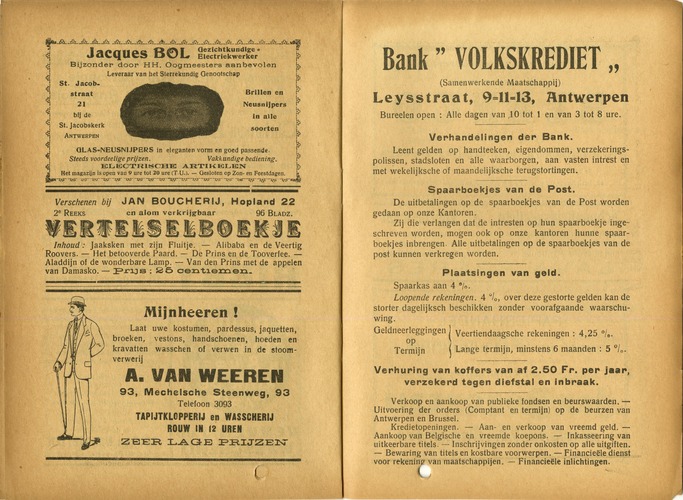 Jacques BOL Gezichtkundige - Electriekwerker
Bijzonder door HH. Oogmeesters aanbevolen
Leveraar van het Sterrekundig Genootschap
St. Jacob-
straat
21
bij de
St. Jacobskerk
ANTWERPEN
Brillen en
Neusnijpers
in alle
soorten
GLAS-NEUSNIJPERS in eleganten vorm en goed passende.
Steeds voordeelige prijzen. Vakkundige bediening.
ELECTRISCHE ARTIKELEN
Het magazijn is open van 9 ure tot 20 ure (T.U.). — Gesloten op Zon- en Feestdagen.
Verschenen bij JAN BOUCHERIJ, Hopland 22
2e REEKS en alom verkrijgbaar 96 BLADZ.
VERTELSELBOEKJE
Inhoud : Jaaksken met zijn Fluitje. — Alibaba en de Veertig
Roovers. — Het betooverde Paard. — De Prins en de Tooverfee. —
Aladdijn of de wonderbare Lamp. — Van den Prins met de appelen
van Damasko. — Prijs : 25 centiemen.
Mijnheeren !
Laat uwe kostumen, pardessus, jaquetten,
broeken, vestons, handschoenen, hoeden en
kravatten wasschen of verwen in de stoom-
verwerij
A. VAN WEEREN
93, Mechelsche Steenweg, 93
Telefoon 3093
TAPIJTKLOPPERIJ en WASSCHERIJ
ROUW IN 12 UREN
ZEER LAGE PRIJZEN
Bank " VOLKSKREDIET „
(Samenwerkende Maatschappij)
Leysstraat, 9-11-13, Antwerpen
Bureelen open : Alle dagen van 10 tot 1 en van 3 tot 8 ure.
Verhandelingen der Bank.
Leent gelden op handteeken, eigendommen, verzekerings-
polissen, stadsloten en alle waarborgen, aan vasten intrest en
met wekelijksche of maandelijksche terugstortingen.
Spaarboekjes van de Post.
De uitbetalingen op de spaarboekjes van de Post worden
gedaan op onze Kantoren.
Zij die verlangen dat de intresten op hun spaarboekje inge-
schreven worden, mogen ook op onze kantoren hunne spaar-
boekjes inbrengen. Alle uitbetalingen op de spaarboekjes van de
post kunnen verkregen worden.
Plaatsingen van geld.
Spaarkas aan 4 %.
Loopende rekeningen. 4 %, over deze gestorte gelden kan de
storter dagelijksch beschikken zonder voorafgaande waarschu-
wing.
Geldneerleggingen
op
Termijn
Veertiendaagsche rekeningen : 4,25 %.
Lange termijn, minstens 6 maanden : 5 %.
Verhuring van koffers van af 2.50 Fr. per jaar,
verzekerd tegen diefstal en inbraak.
Verkoop en aankoop van publieke fondsen en beurswaarden. —
Uitvoering der orders (Comptant en termijn) op de beurzen van
Antwerpen en Brussel.
Kredietopeningen. — Aan- en verkoop van vreemd geld. —
Aankoop van Belgische en vreemde koepons. — Inkasseering van
uitkeerbare titels. — Inschrijvingen zonder onkosten op alle uitgiften.
— Bewaring van titels en kostbare voorwerpen. — Financieële dienst
voor rekening van maatschappijen. — Financieële inlichtingen.